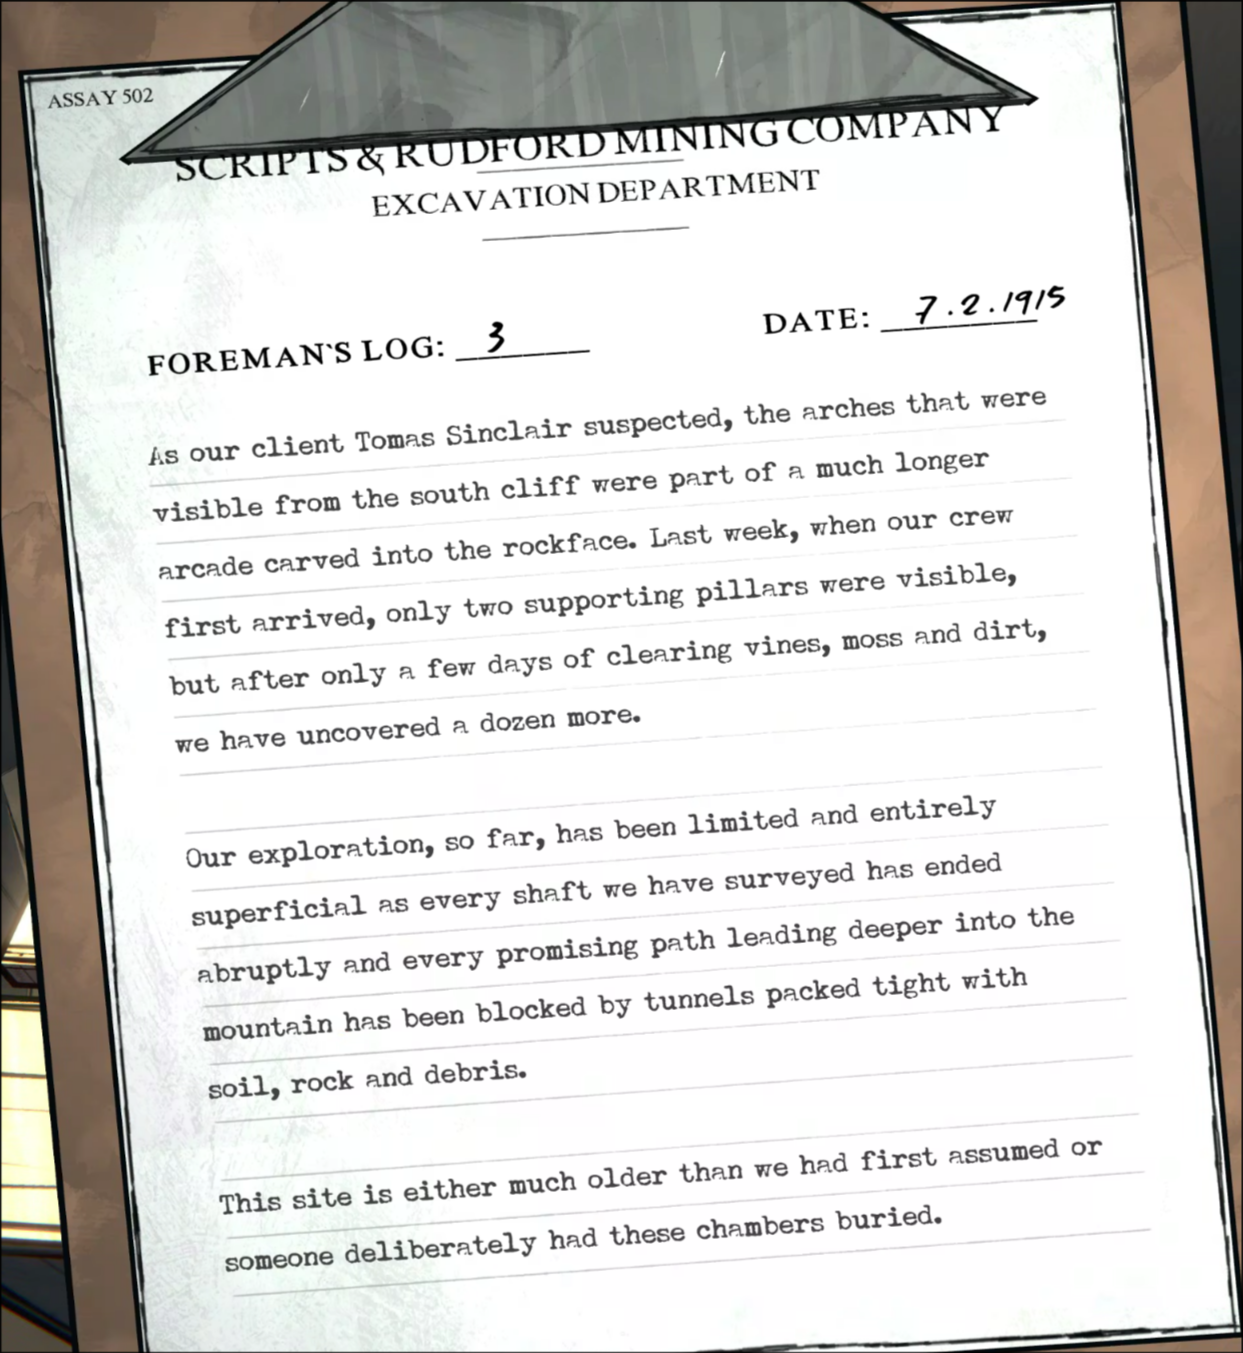 ASSAY 502
SCRIPTS & RUDFORD MINING COMPANY
EXCAVATION DEPARTMENT
FOREMAN`S LOG: 3
DATE: 7.2.1915
As our client Tomas Sinclair suspected, the arches that were
visible from the south cliff were part of a much longer
arcade carved into the rockface. Last week, when our crew
first arrived, only two supporting pillars were visible,
but after only a few days of clearing vines, moss and dirt,
we have uncovered a dozen more.
Our exploration, so far, has been limited and entirely
superficial as every shaft we have surveyed has ended
abruptly and every promising path leading deeper into the
mountain has been blocked by tunnels packed tight with
soil, rock and debris.
This site is either much older than we had first assumed or
someone deliberately had these chambers buried.